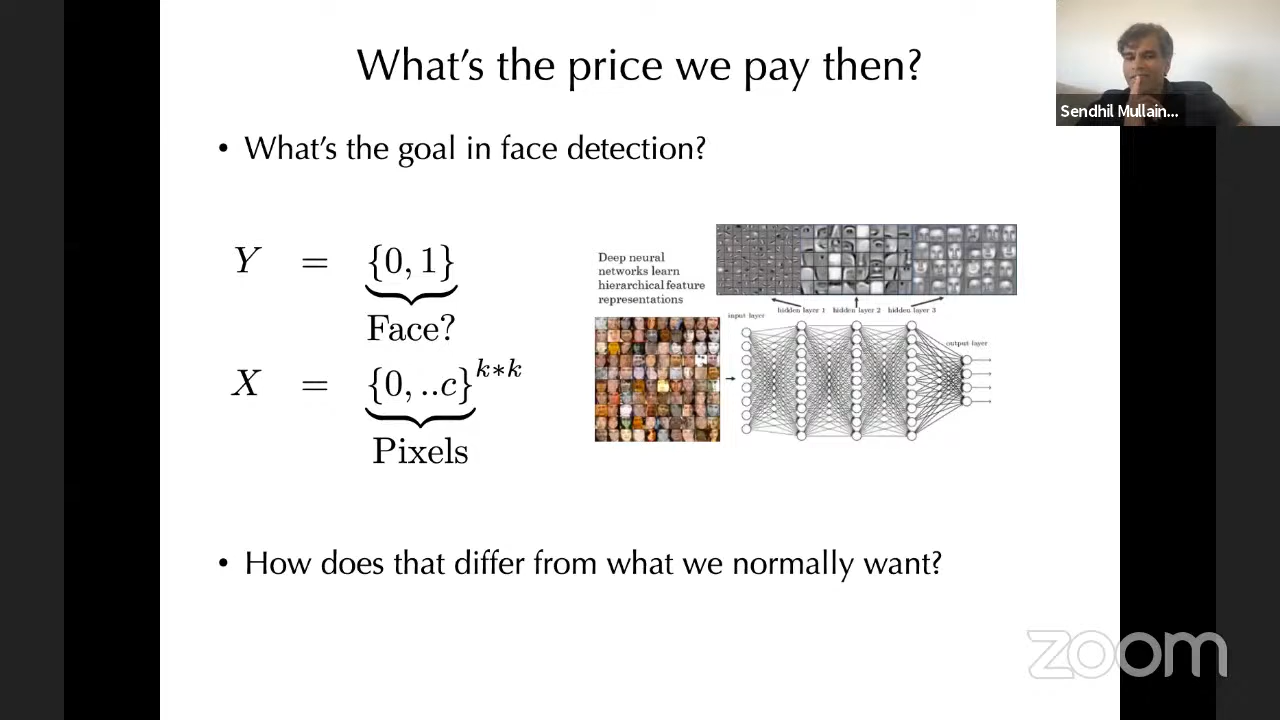 What's the price we pay then?
Sendhil Mullain...
• What's the goal in face detection?
Y = {0, 1}
Face?
X = {0, ..c}^{k*k}
Pixels
Deep neural
networks learn
hierarchical feature
representations
input layer
hidden layer 1 hidden layer 2 hidden layer 3
output layer
• How does that differ from what we normally want?
zoom